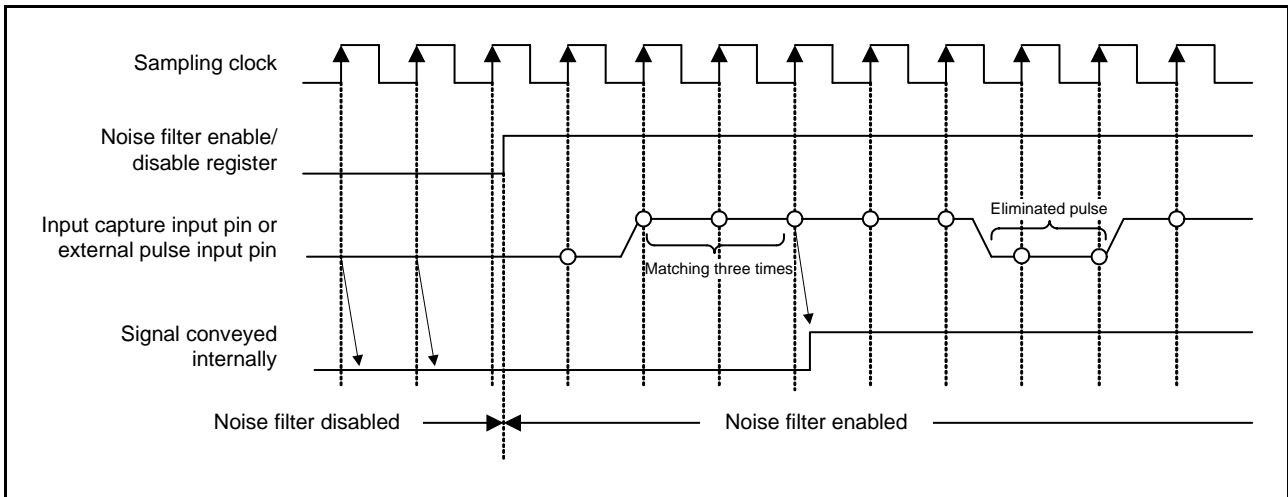 Sampling clock
Noise filter enable/
disable register
Input capture input pin or
external pulse input pin
Eliminated pulse
Matching three times
Signal conveyed
internally
Noise filter disabled
Noise filter enabled